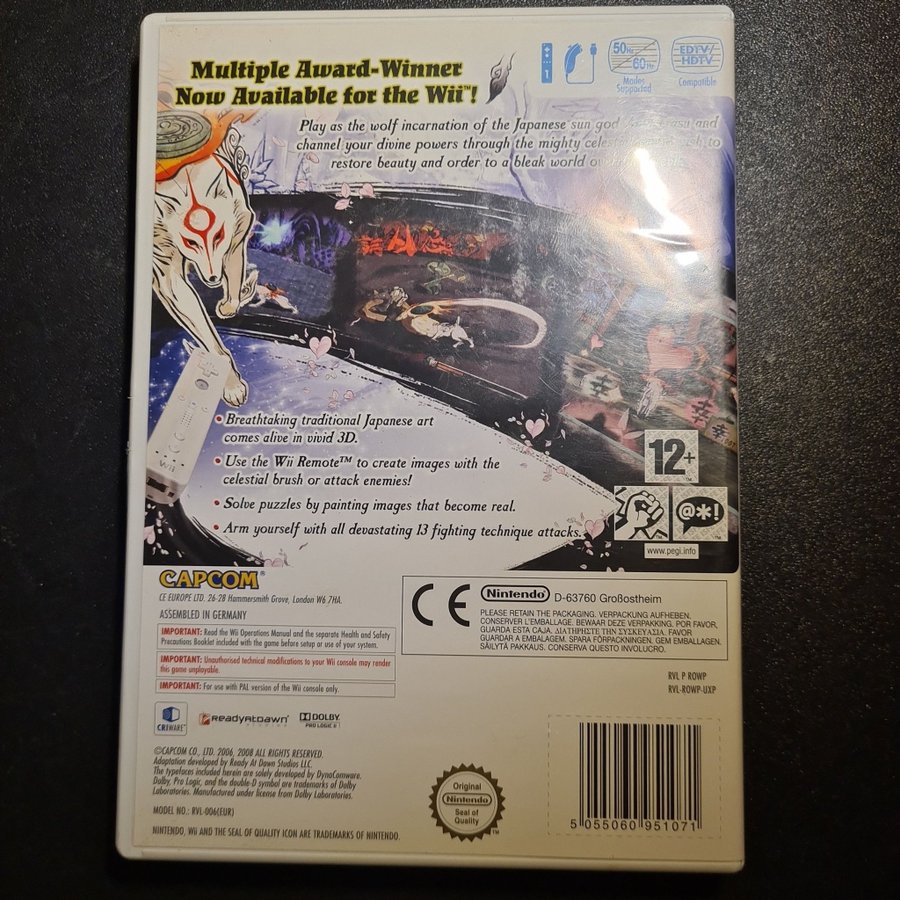 Multiple Award-Winner
Now Available for the Wii™!
50Hz
60Hz
Modes
Supported
EDTV/
HDTV
Compatible
Play as the wolf incarnation of the Japanese sun god and
channel your divine powers through the mighty celestial to
restore beauty and order to a bleak world
Wii
• Breathtaking traditional Japanese art
comes alive in vivid 3D.
• Use the Wii Remote™ to create images with the
celestial brush or attack enemies!
• Solve puzzles by painting images that become real.
• Arm yourself with all devastating 13 fighting technique attacks.
12+
@*!
www.pegi.info
CAPCOM®
CE EUROPE LTD. 26-28 Hammersmith Grove, London W6 7HA.
ASSEMBLED IN GERMANY
IMPORTANT: Read the Wii Operations Manual and the separate Health and Safety
Precautions Booklet included with the game before setup or use of your system.
IMPORTANT: Unauthorised technical modifications to your Wii console may render
this game unplayable.
IMPORTANT: For use with PAL version of the Wii console only.
CE
Nintendo® D-63760 Großostheim
PLEASE RETAIN THE PACKAGING. VERPACKUNG AUFHEBEN.
CONSERVER L'EMBALLAGE. BEWAAR DEZE VERPAKKING. POR FAVOR,
GUARDA ESTA CAJA. ΔΙΑΤΗΡΗΣΤΕ ΤΗΝ ΣΥΣΚΕΥΑΣΙΑ. FAVOR
GUARDAR A EMBALAGEM. SPARA FÖRPACKNINGEN. GEM EMBALLAGEN.
SÄILYTÄ PAKKAUS. CONSERVA QUESTO INVOLUCRO.
RVL P ROWP
RVL-ROWP-UXP
CRIWARE™
READY AT DAWN
STUDIOS
DOLBY
PRO LOGIC II
©CAPCOM CO., LTD. 2006, 2008 ALL RIGHTS RESERVED.
Adaptation developed by Ready At Dawn Studios LLC.
The typefaces included herein are solely developed by DynaComware.
Dolby, Pro Logic, and the double-D symbol are trademarks of Dolby
Laboratories. Manufactured under license from Dolby Laboratories.
MODEL NO.: RVL-006(EUR)
NINTENDO, Wii AND THE SEAL OF QUALITY ICON ARE TRADEMARKS OF NINTENDO.
Original
Nintendo®
Seal of
Quality
™
5 055060 951071